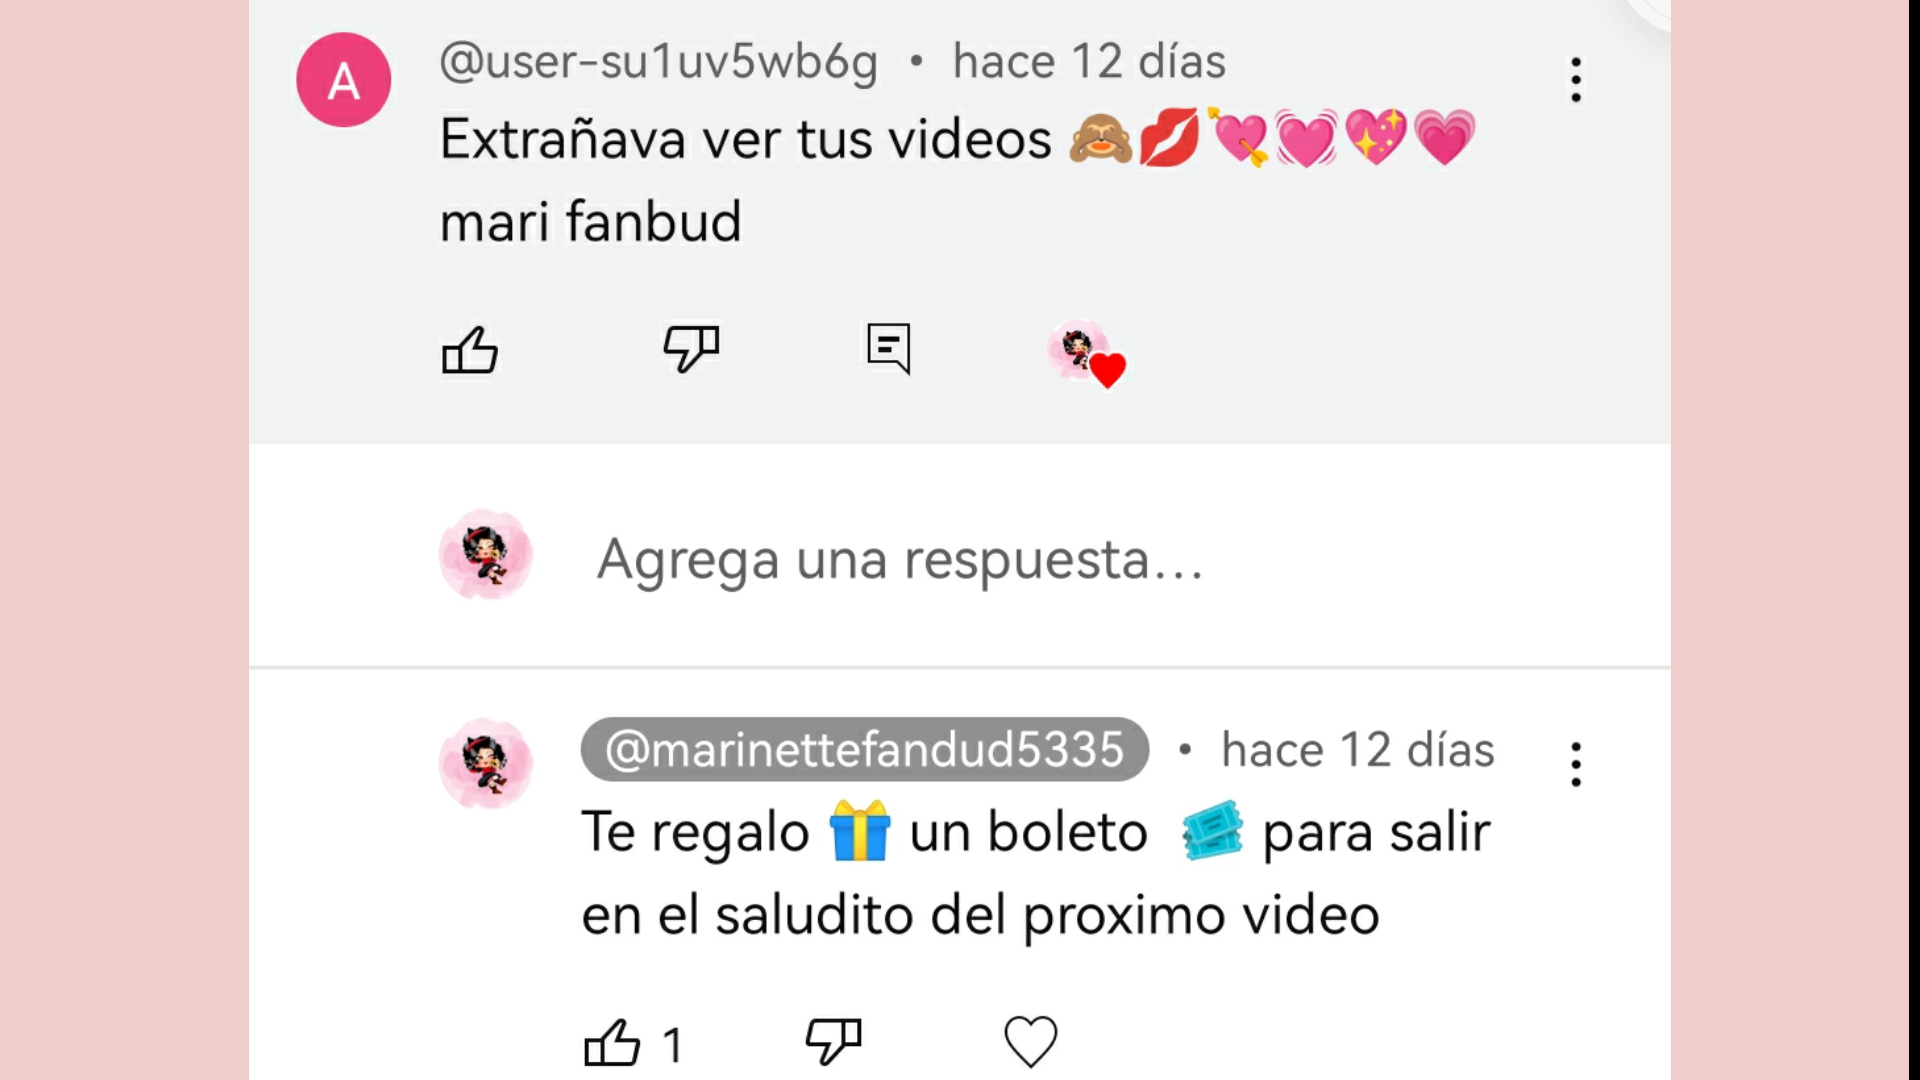 A
@user-su1uv5wb6g • hace 12 días
Extrañava ver tus videos 🙈💋💘💓💖💗
mari fanbud
Agrega una respuesta...
@marinettefandud5335 • hace 12 días
Te regalo 🎁 un boleto 🎟️ para salir
en el saludito del proximo video
1